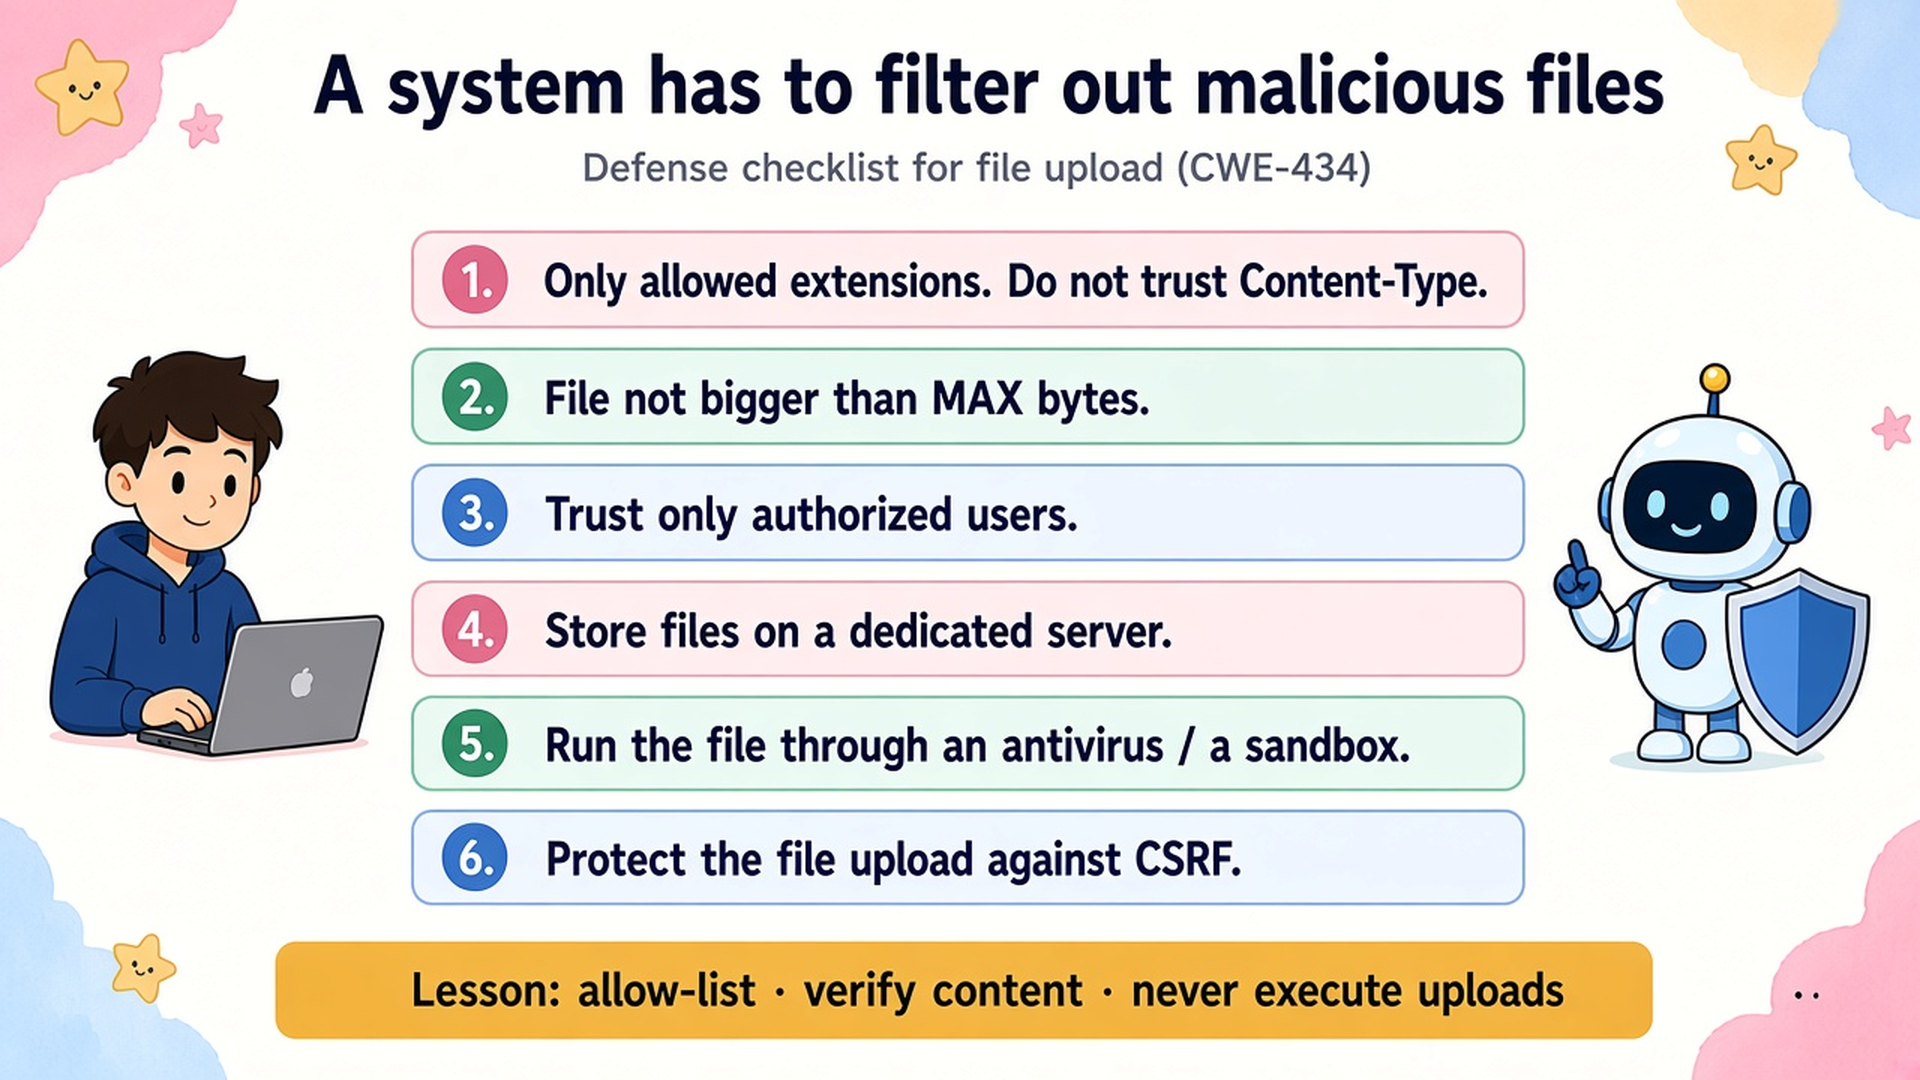 A system has to filter out malicious files
Defense checklist for file upload (CWE-434)
1. Only allowed extensions. Do not trust Content-Type.
2. File not bigger than MAX bytes.
3. Trust only authorized users.
4. Store files on a dedicated server.
5. Run the file through an antivirus / a sandbox.
6. Protect the file upload against CSRF.
Lesson: allow-list · verify content · never execute uploads